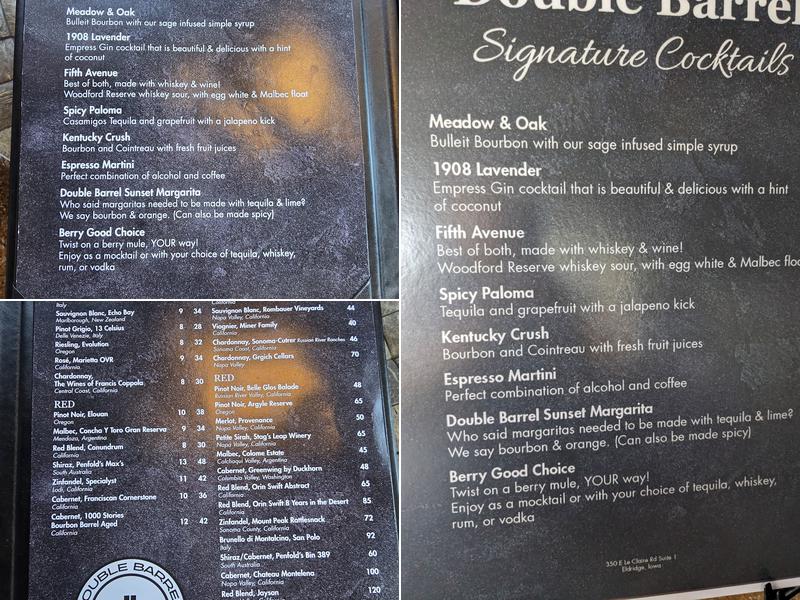 Meadow & Oak
Bulleit Bourbon with our sage infused simple syrup
1908 Lavender
Empress Gin cocktail that is beautiful & delicious with a hint
of coconut
Fifth Avenue
Best of both, made with whiskey & wine!
Woodford Reserve whiskey sour, with egg white & Malbec float
Spicy Paloma
Casamigos Tequila and grapefruit with a jalapeno kick
Kentucky Crush
Bourbon and Cointreau with fresh fruit juices
Espresso Martini
Perfect combination of alcohol and coffee
Double Barrel Sunset Margarita
Who said margaritas needed to be made with tequila & lime?
We say bourbon & orange. (Can also be made spicy)
Berry Good Choice
Twist on a berry mule, YOUR way!
Enjoy as a mocktail or with your choice of tequila, whiskey,
rum, or vodka
Italy
Sauvignon Blanc, Echo Bay 9 34
Marlborough, New Zealand
Pinot Grigio, 13 Celsius 8 28
Delle Venezie, Italy
Riesling, Evolution 8 32
Oregon
Rosé, Marietta OVR 9 34
California
Chardonnay,
The Wines of Francis Coppola 8 30
Central Coast, California
RED
Pinot Noir, Elouan 10 38
Oregon
Malbec, Concha Y Toro Gran Reserva 9 34
Mendoza, Argentina
Red Blend, Conundrum 8 30
California
Shiraz, Penfold's Max's 13 48
South Australia
Zinfandel, Specialyst 11 42
Lodi, California
Cabernet, Franciscan Cornerstone 10 36
California
Cabernet, 1000 Stories
Bourbon Barrel Aged 12 42
California
DOUBLE BARREL
California
Sauvignon Blanc, Rombauer Vineyards 44
Napa Valley, California
Viognier, Miner Family 40
California
Chardonnay, Sonoma-Cutrer Russian River Ranches 46
Sonoma Coast, California
Chardonnay, Grgich Cellars 70
Napa Valley
RED
Pinot Noir, Belle Glos Balade 48
Russian River Valley, California
Pinot Noir, Argyle Reserve 65
Oregon
Merlot, Provenance 50
Napa Valley, California
Petite Sirah, Stag's Leap Winery 65
Napa Valley, California
Malbec, Colome Estate 45
Calchaqui Valley, Argentina
Cabernet, Greenwing by Duckhorn 48
Columbia Valley, Washington
Red Blend, Orin Swift Abstract 65
California
Red Blend, Orin Swift 8 Years in the Desert 85
California
Zinfandel, Mount Peak Rattlesnack 72
Sonoma County, California
Brunello di Montalcino, San Polo 92
Italy
Shiraz/Cabernet, Penfold's Bin 389 60
South Australia
Cabernet, Chateau Montelena 100
Napa Valley, California
Red Blend, Jayson 120
Double Barrel
Signature Cocktails
Meadow & Oak
Bulleit Bourbon with our sage infused simple syrup
1908 Lavender
Empress Gin cocktail that is beautiful & delicious with a hint
of coconut
Fifth Avenue
Best of both, made with whiskey & wine!
Woodford Reserve whiskey sour, with egg white & Malbec floa
Spicy Paloma
Tequila and grapefruit with a jalapeno kick
Kentucky Crush
Bourbon and Cointreau with fresh fruit juices
Espresso Martini
Perfect combination of alcohol and coffee
Double Barrel Sunset Margarita
Who said margaritas needed to be made with tequila & lime?
We say bourbon & orange. (Can also be made spicy)
Berry Good Choice
Twist on a berry mule, YOUR way!
Enjoy as a mocktail or with your choice of tequila, whiskey,
rum, or vodka
350 E Le Claire Rd Suite 1
Eldridge, Iowa